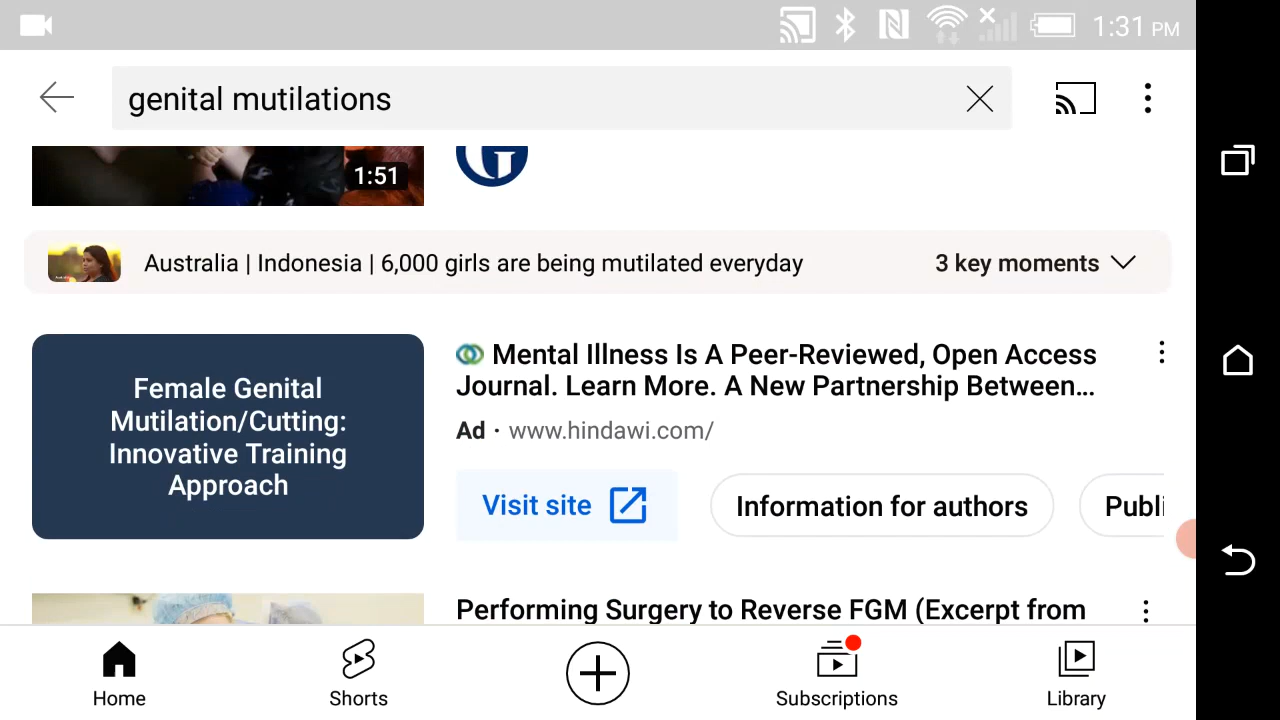 1:31 PM
genital mutilations
1:51
G
Australia | Indonesia | 6,000 girls are being mutilated everyday
3 key moments
Female Genital
Mutilation/Cutting:
Innovative Training
Approach
Mental Illness Is A Peer-Reviewed, Open Access
Journal. Learn More. A New Partnership Between...
Ad · www.hindawi.com/
Visit site
Information for authors
Publi
Performing Surgery to Reverse FGM (Excerpt from
Home
Shorts
Subscriptions
Library